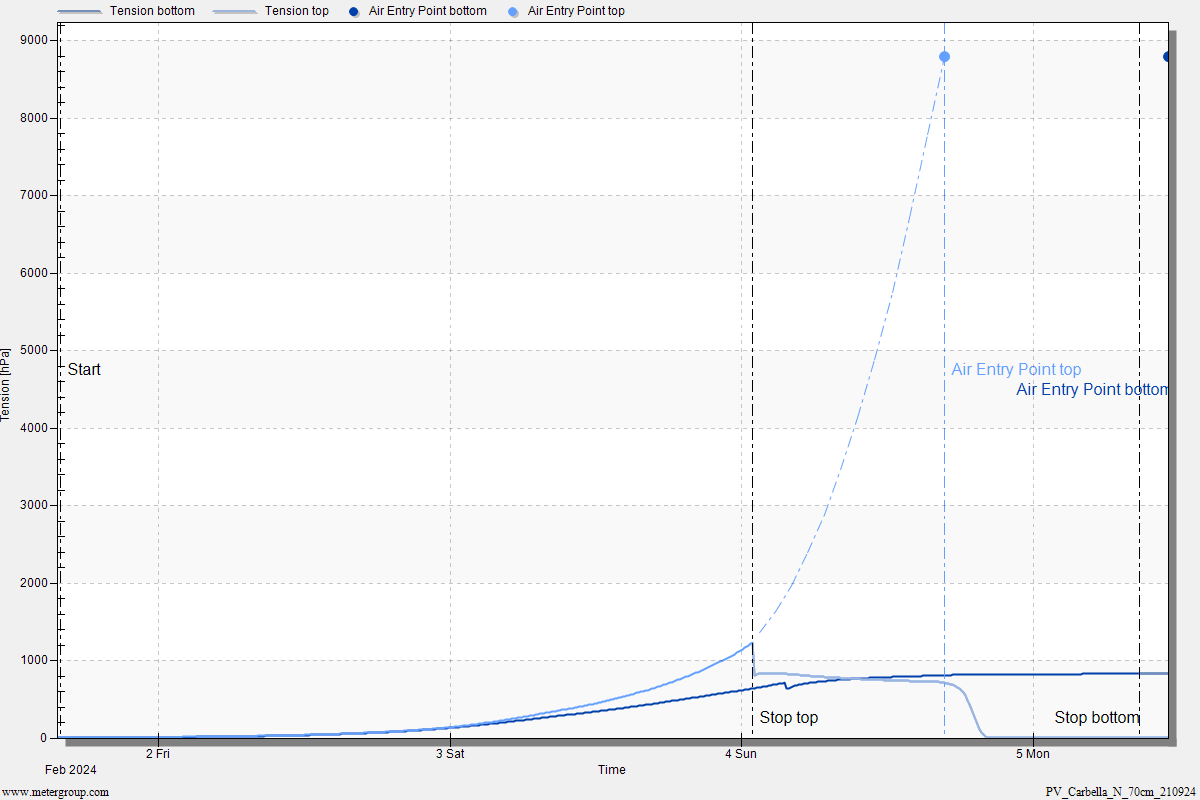 Tension bottom Tension top Air Entry Point bottom Air Entry Point top
9000
8000
7000
6000
5000
4000
3000
2000
1000
0
Tension [hPa]
Start
Air Entry Point top
Air Entry Point bottom
Stop top
Stop bottom
2 Fri 3 Sat 4 Sun 5 Mon
Feb 2024
Time
www.metergroup.com
PV_Carbella_N_70cm_210924